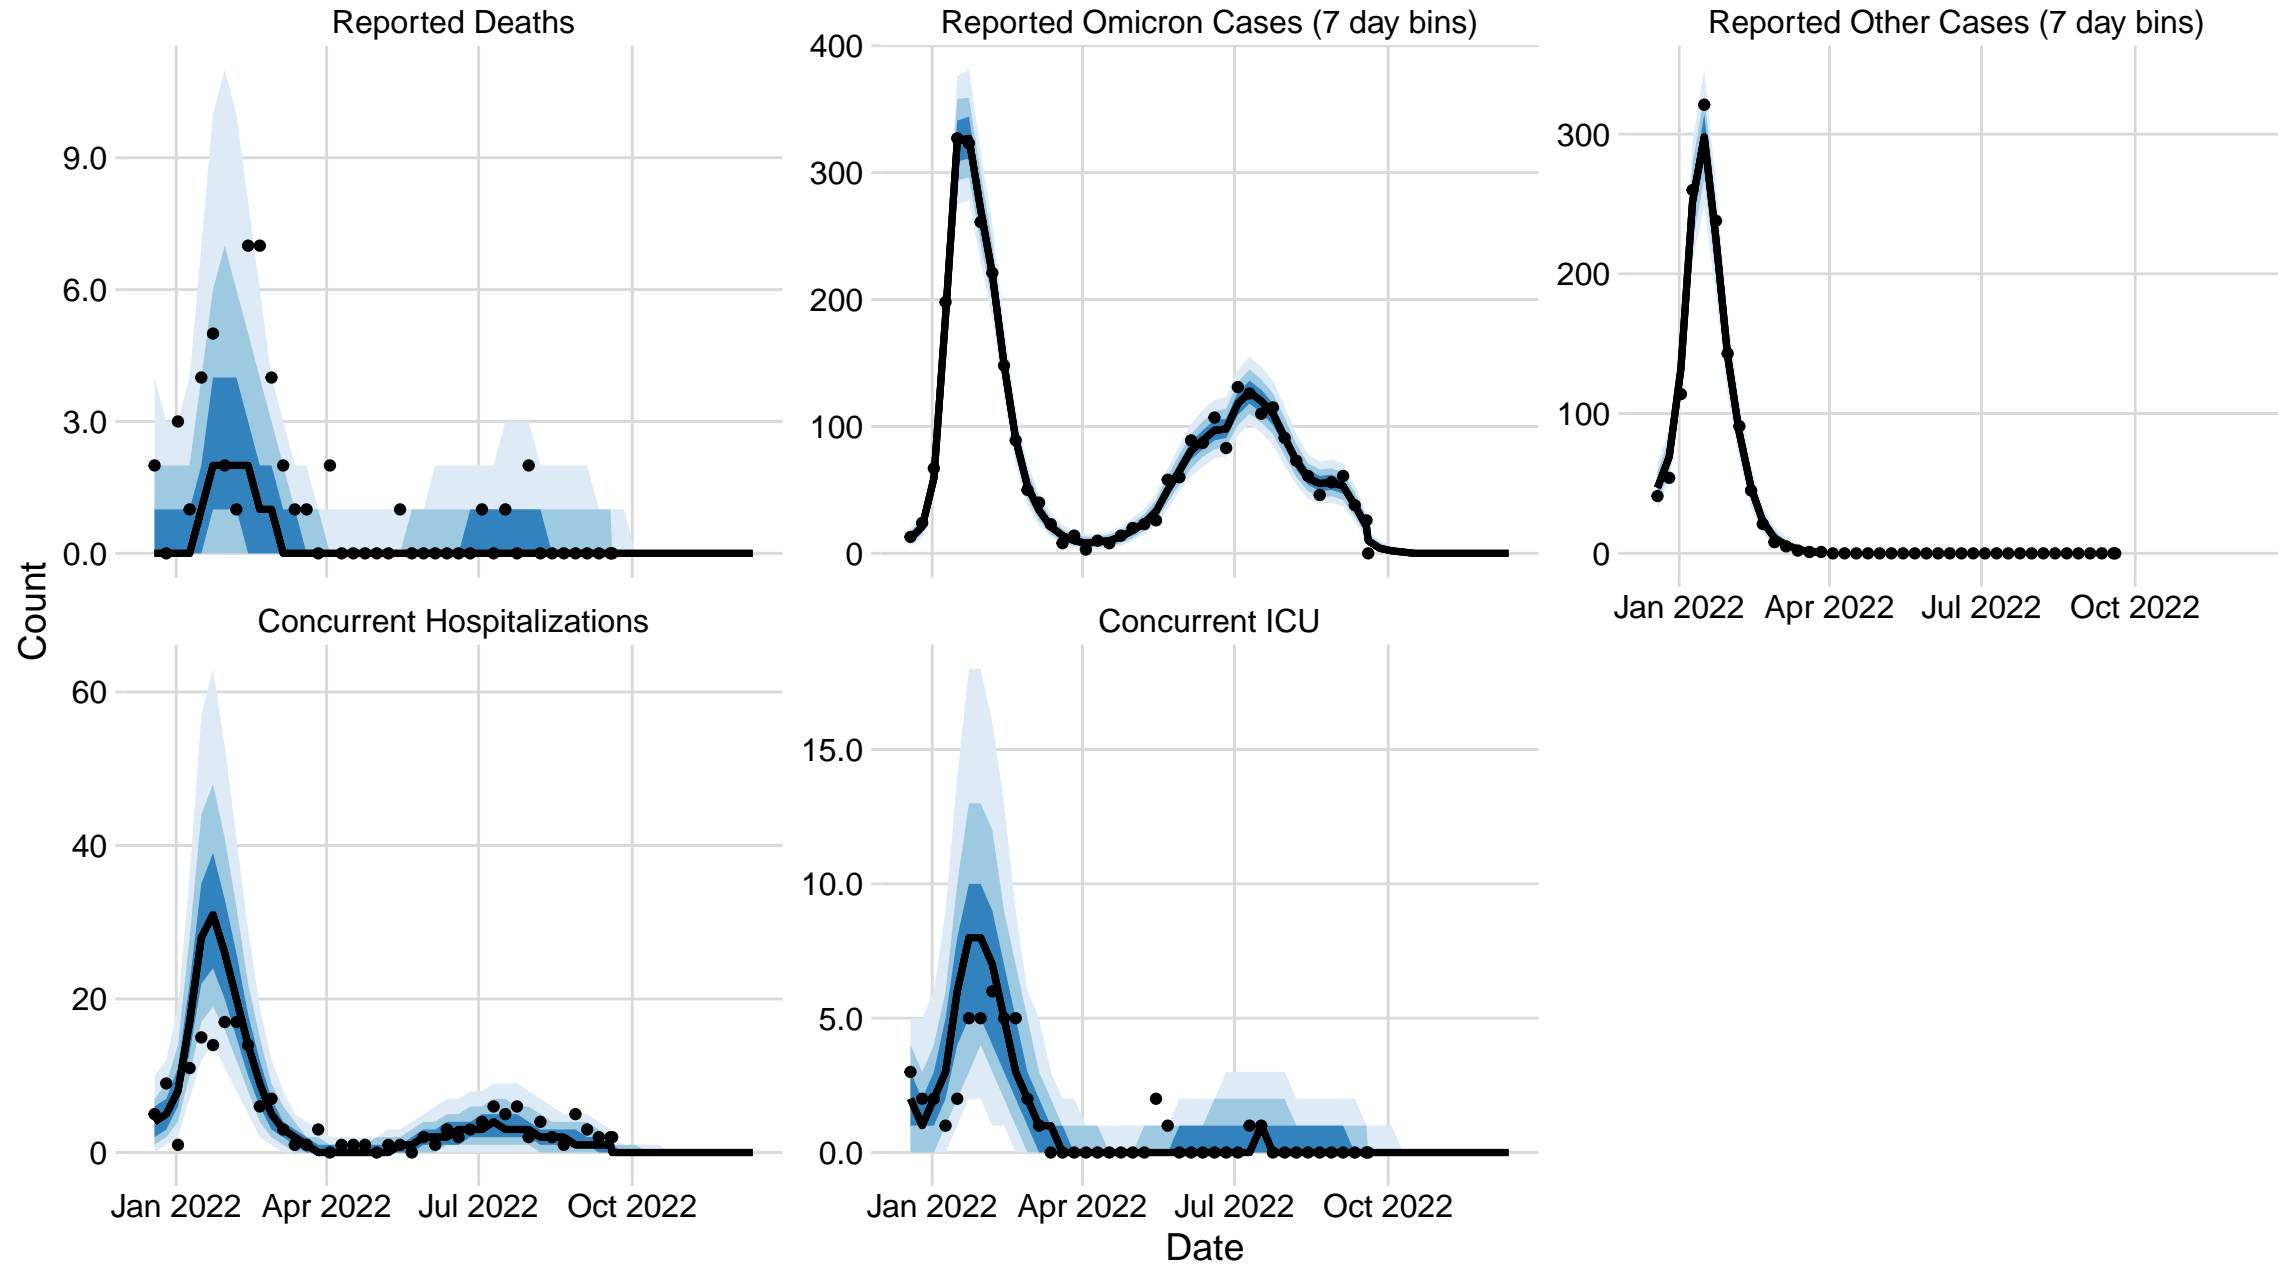 Reported Deaths
Reported Omicron Cases (7 day bins)
Reported Other Cases (7 day bins)
9.0
6.0
3.0
0.0
400
300
200
100
0
300
200
100
0
Jan 2022 Apr 2022 Jul 2022 Oct 2022
Count
Concurrent Hospitalizations
Concurrent ICU
60
40
20
0
15.0
10.0
5.0
0.0
Jan 2022 Apr 2022 Jul 2022 Oct 2022
Jan 2022 Apr 2022 Jul 2022 Oct 2022
Date